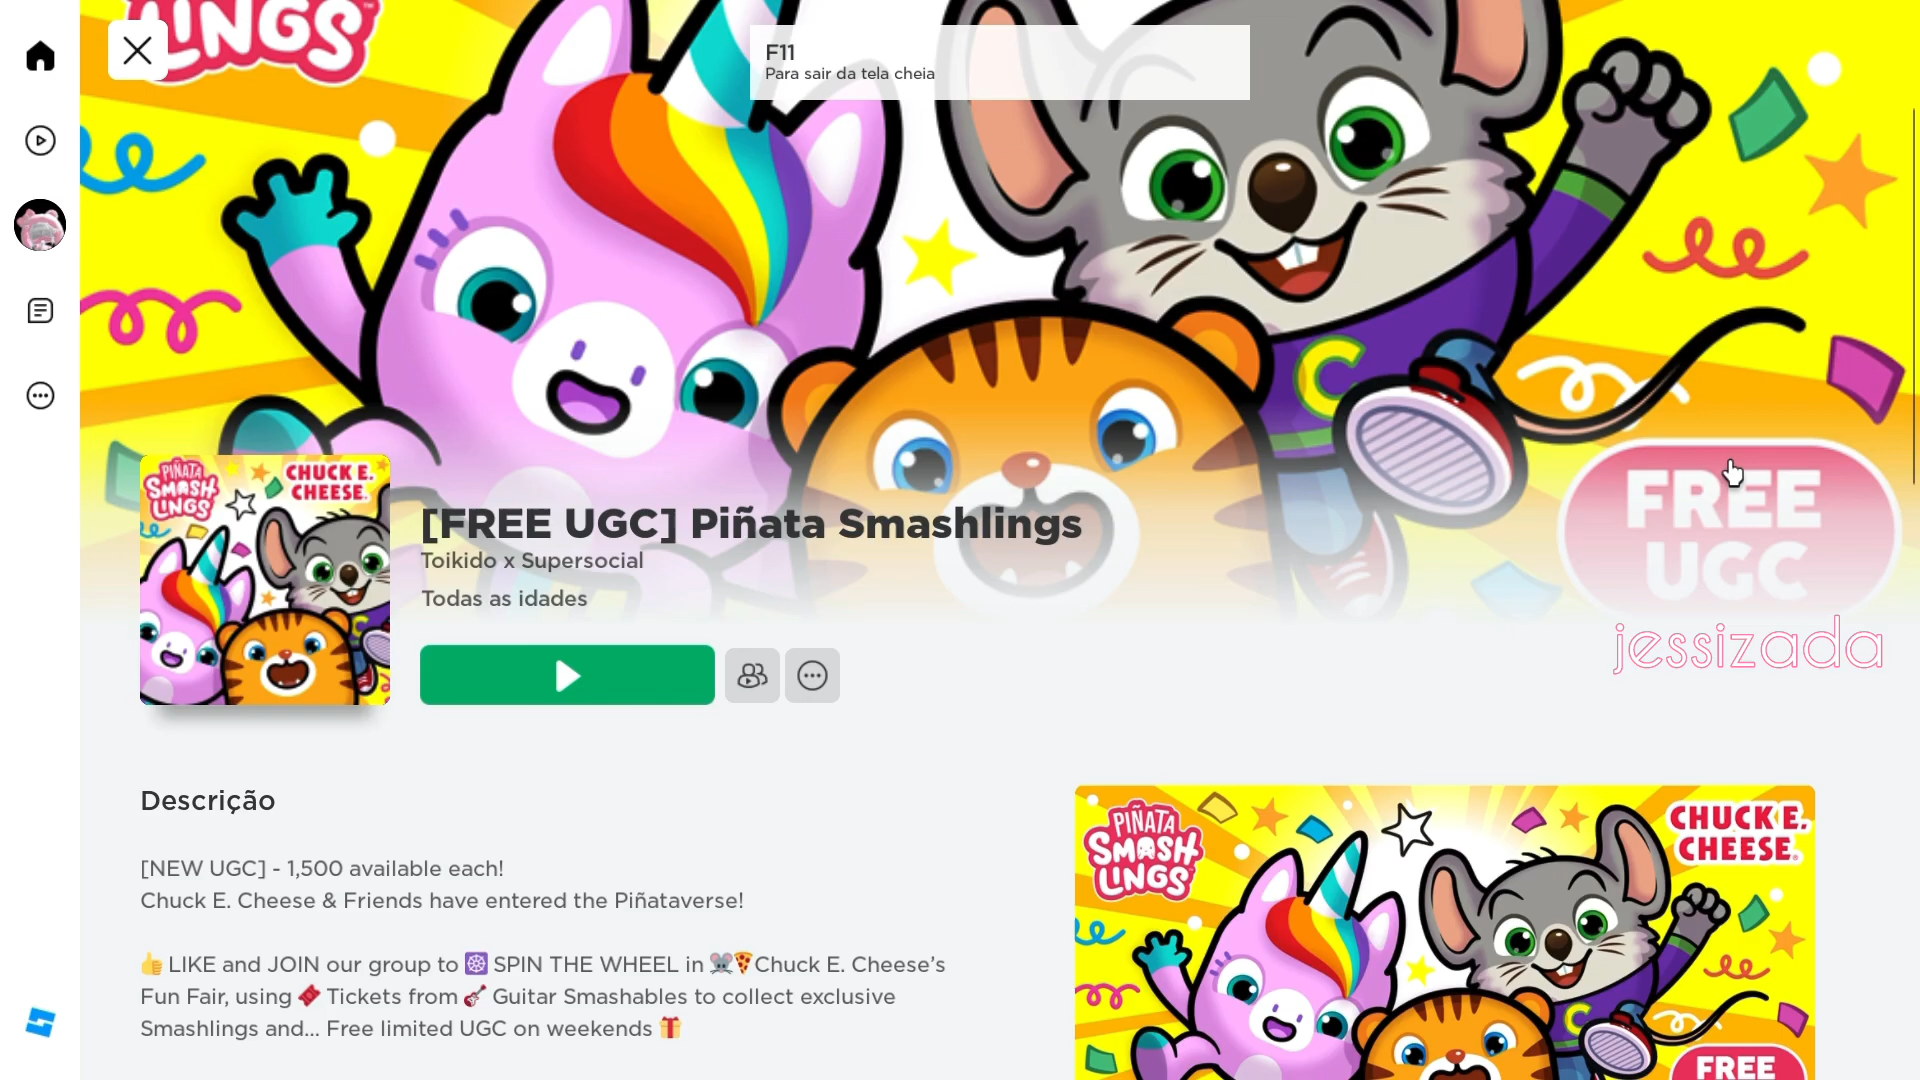 LINGS
F11
Para sair da tela cheia
C
FREE
UGC
PIÑATA
SMASH
LINGS
CHUCK E.
CHEESE
[FREE UGC] Piñata Smashlings
Toikido x Supersocial
Todas as idades
jessizada
Descrição
[NEW UGC] - 1,500 available each!
Chuck E. Cheese & Friends have entered the Piñataverse!
👍 LIKE and JOIN our group to ☸️ SPIN THE WHEEL in 🐭🍕Chuck E. Cheese’s
Fun Fair, using 🎟️ Tickets from 🎸 Guitar Smashables to collect exclusive
Smashlings and... Free limited UGC on weekends 🎁
PIÑATA
SMASH
LINGS
CHUCK E.
CHEESE
C
FREE